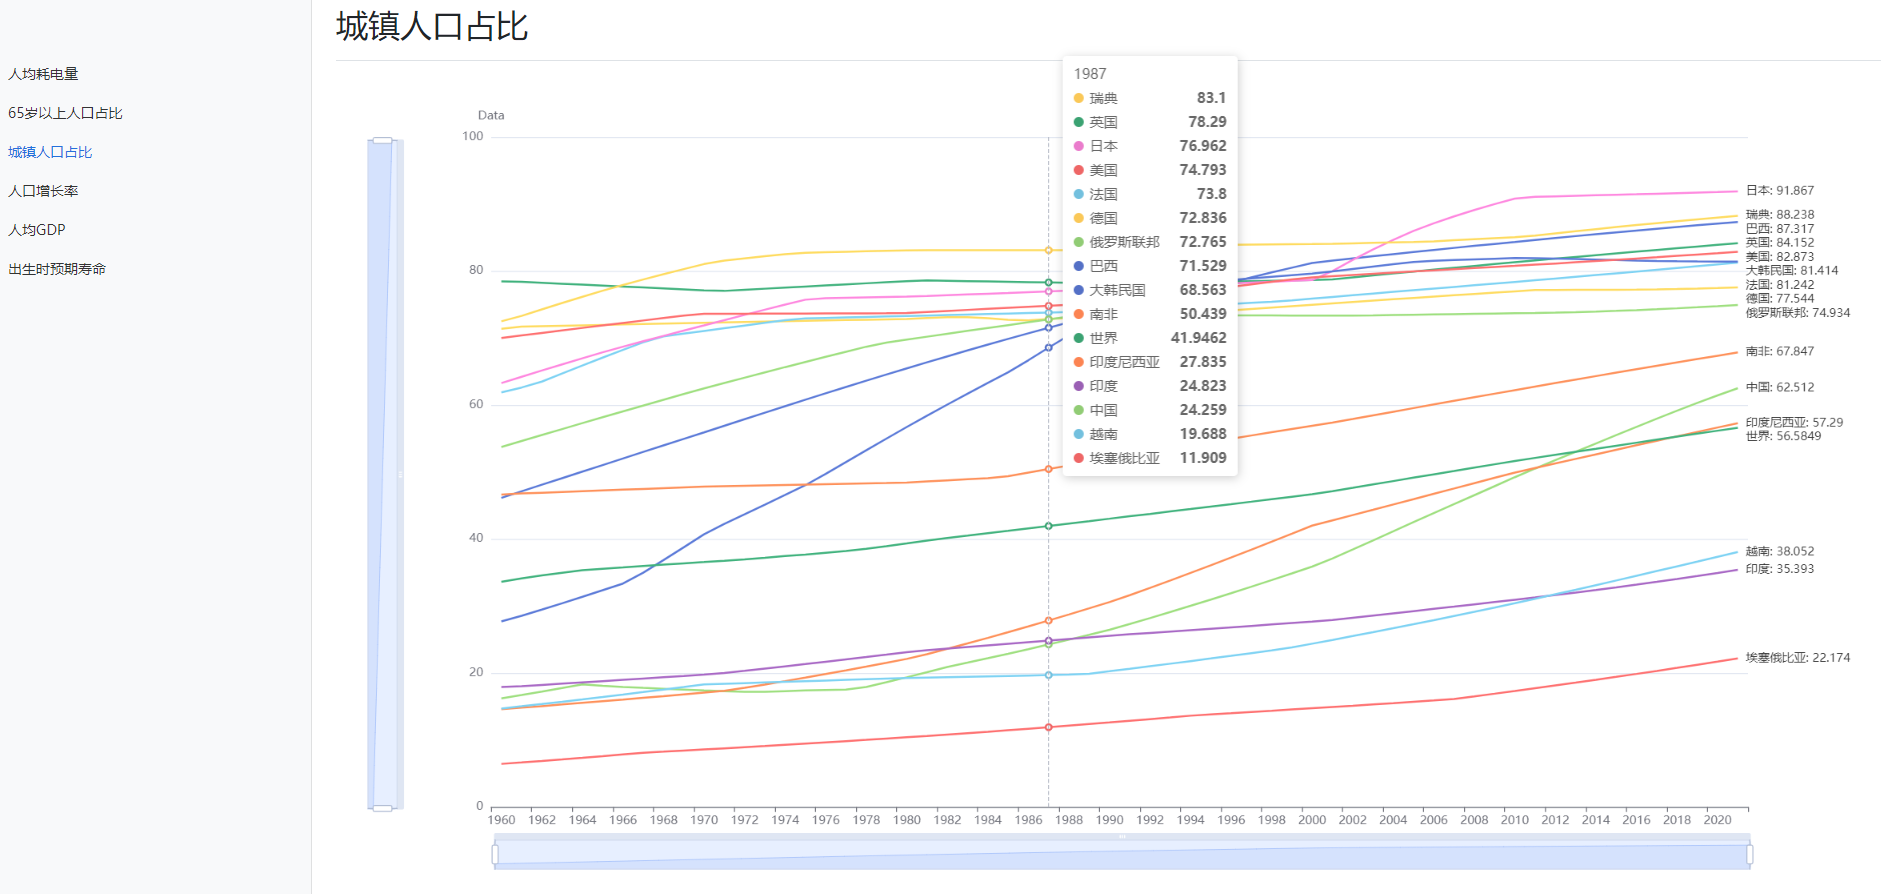 城镇人口占比
人均耗电量
65岁以上人口占比
城镇人口占比
人口增长率
人均GDP
出生时预期寿命
Data
100
80
60
40
20
0
1987
瑞典 83.1
英国 78.29
日本 76.962
美国 74.793
法国 73.8
德国 72.836
俄罗斯联邦 72.765
巴西 71.529
大韩民国 68.563
南非 50.439
世界 41.9462
印度尼西亚 27.835
印度 24.823
中国 24.259
越南 19.688
埃塞俄比亚 11.909
日本: 91.867
瑞典: 88.238
巴西: 87.317
英国: 84.152
美国: 82.873
大韩民国: 81.414
法国: 81.242
德国: 77.544
俄罗斯联邦: 74.934
南非: 67.847
中国: 62.512
印度尼西亚: 57.29
世界: 56.5849
越南: 38.052
印度: 35.393
埃塞俄比亚: 22.174
1960 1962 1964 1966 1968 1970 1972 1974 1976 1978 1980 1982 1984 1986 1988 1990 1992 1994 1996 1998 2000 2002 2004 2006 2008 2010 2012 2014 2016 2018 2020